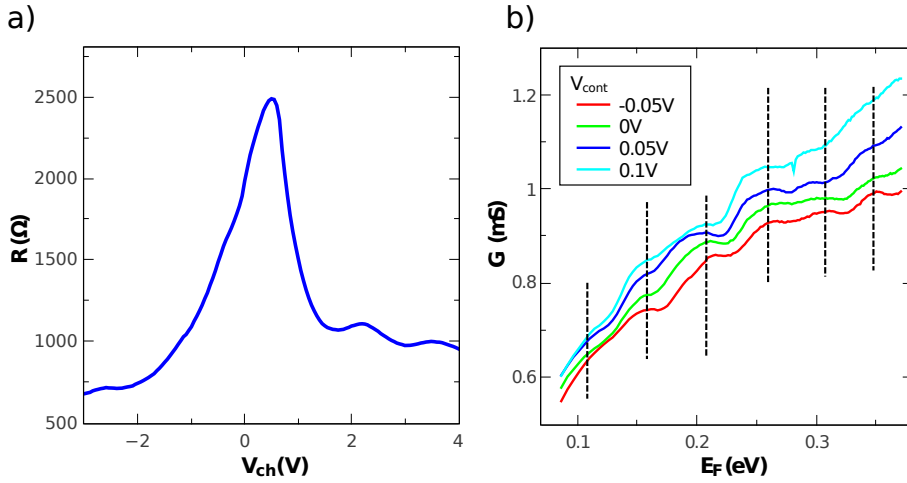 a)
2500
2000
1500
1000
500
R(Ω)
−2
0
2
4
V_ch(V)
b)
1.2
1
0.8
0.6
G (mS)
V_cont
-0.05V
0V
0.05V
0.1V
0.1
0.2
0.3
E_F(eV)